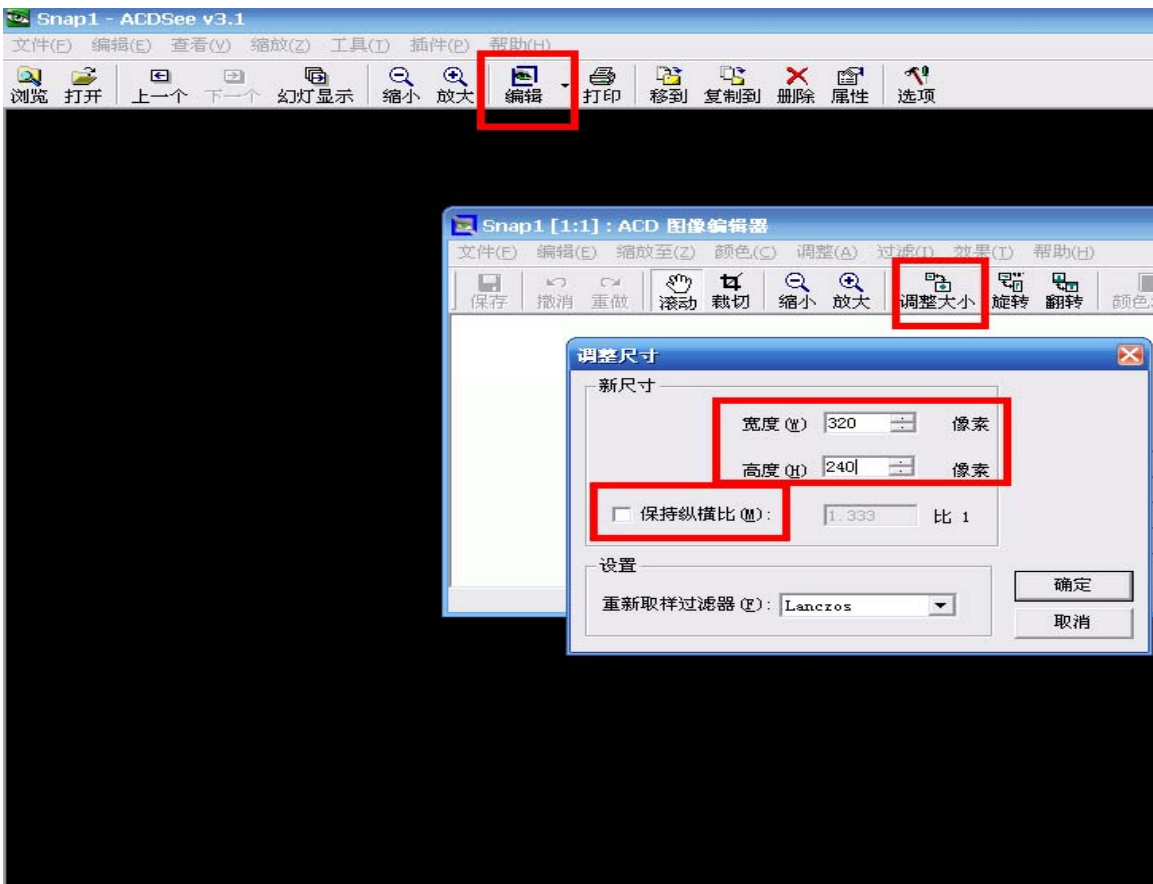 Snap1 - ACDSee v3.1
文件(F) 编辑(E) 查看(V) 缩放(Z) 工具(T) 插件(P) 帮助(H)
浏览 打开 上一个 下一个 幻灯显示 缩小 放大 编辑 打印 移到 复制到 删除 属性 选项
Snap1 [1:1] : ACD 图像编辑器
文件(F) 编辑(E) 缩放至(Z) 颜色(C) 调整(A) 过滤(I) 效果(T) 帮助(H)
保存 撤消 重做 滚动 裁切 缩小 放大 调整大小 旋转 翻转 颜色
调整尺寸
新尺寸
宽度(W) 320 像素
高度(H) 240 像素
保持纵横比(M): 1.333 比 1
设置
重新取样过滤器(F): Lanczos
确定
取消